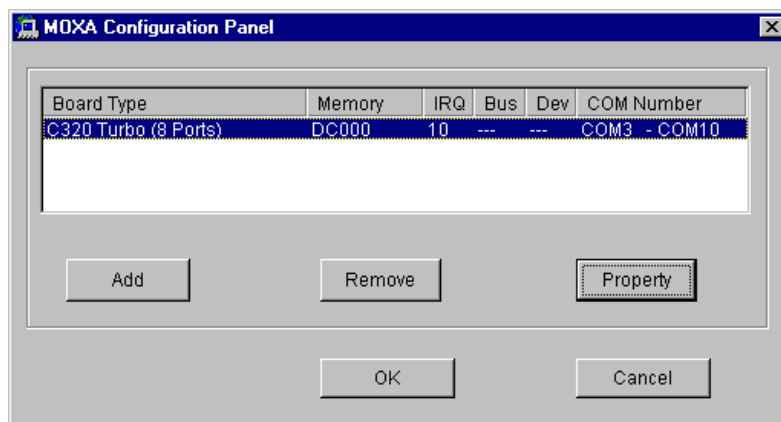 MOXA Configuration Panel
Board Type Memory IRQ Bus Dev COM Number
C320 Turbo (8 Ports) DC000 10 --- --- COM3 - COM10
Add Remove Property
OK Cancel